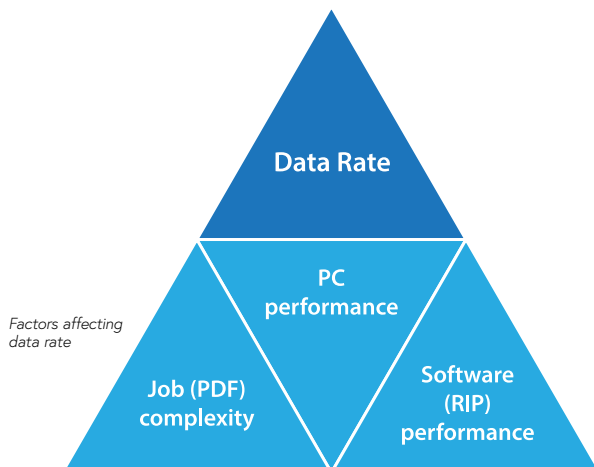 Data Rate
PC
performance
Factors affecting
data rate
Job (PDF)
complexity
Software
(RIP)
performance